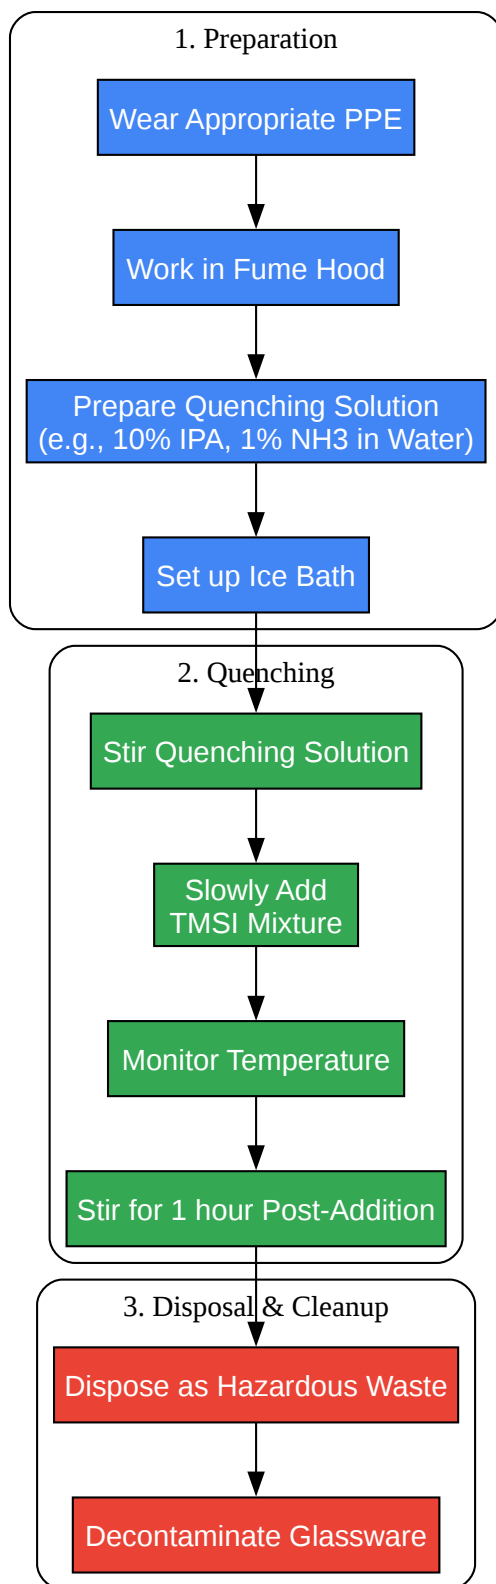 1. Preparation
Wear Appropriate PPE
Work in Fume Hood
Prepare Quenching Solution
(e.g., 10% IPA, 1% NH3 in Water)
Set up Ice Bath
2. Quenching
Stir Quenching Solution
Slowly Add
TMSI Mixture
Monitor Temperature
Stir for 1 hour Post-Addition
3. Disposal & Cleanup
Dispose as Hazardous Waste
Decontaminate Glassware